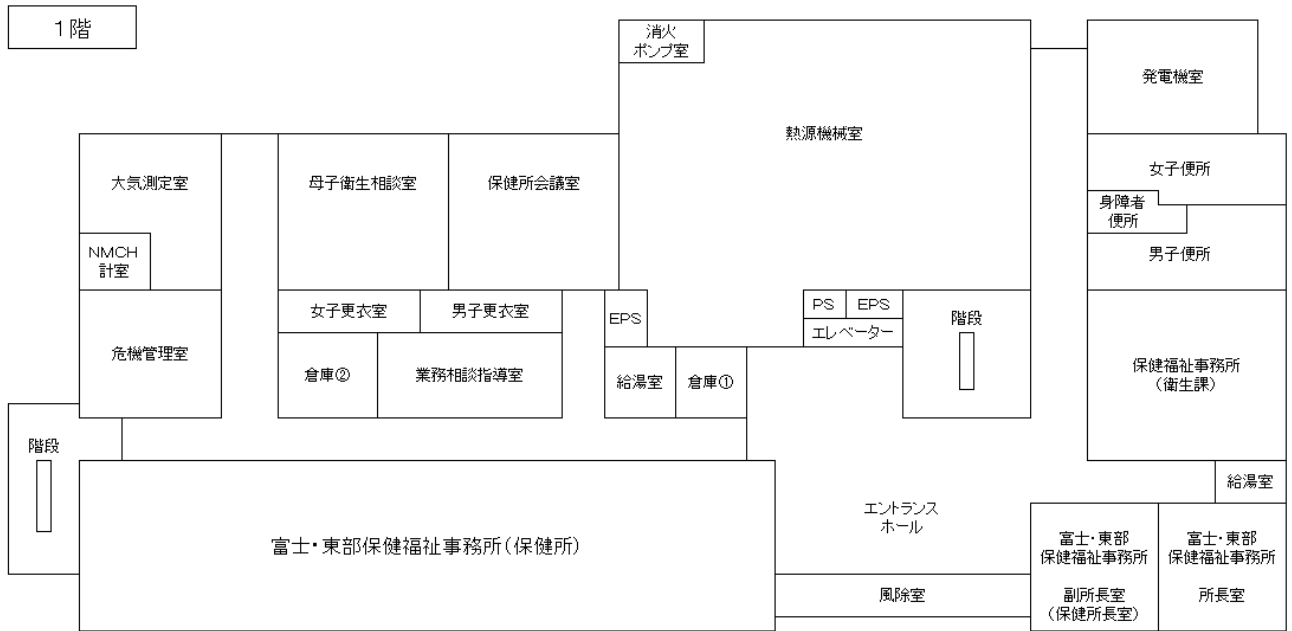 1階
消火
ポンプ室
発電機室
熱源機械室
大気測定室
母子衛生相談室
保健所会議室
女子便所
身障者
便所
男子便所
NMCH
計室
女子更衣室
男子更衣室
EPS
PS
EPS
エレベーター
階段
危機管理室
倉庫②
業務相談指導室
給湯室
倉庫①
保健福祉事務所
(衛生課)
階段
給湯室
エントランス
ホール
富士・東部保健福祉事務所(保健所)
富士・東部
保健福祉事務所
副所長室
(保健所長室)
富士・東部
保健福祉事務所
所長室
風除室